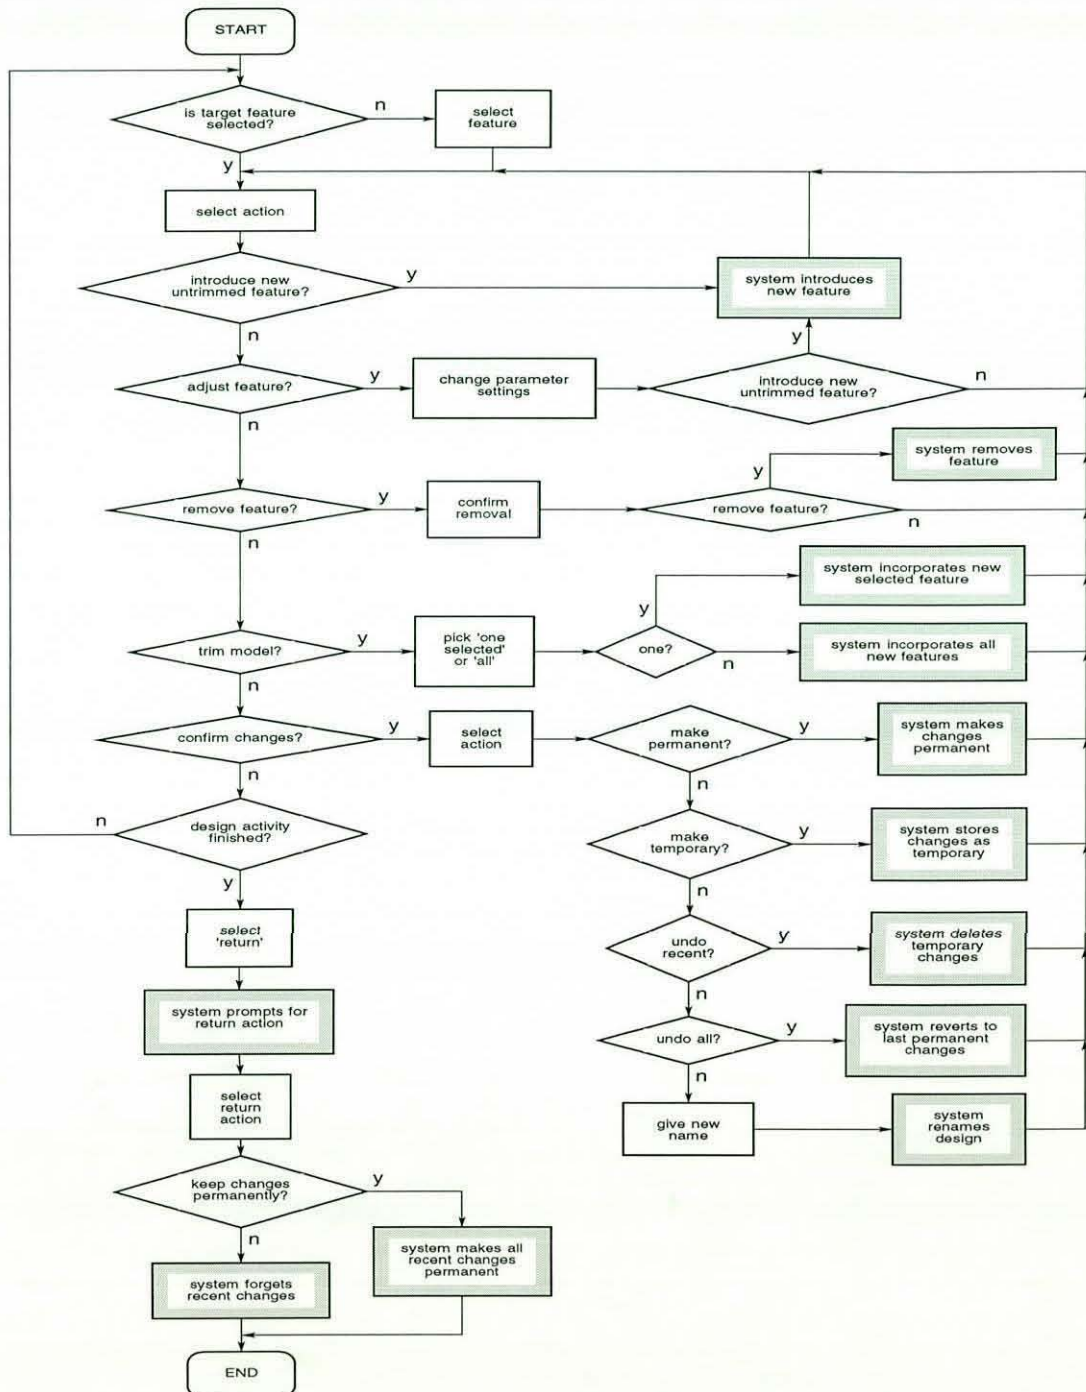 START
is target feature
selected?
n
select
feature
y
select action
introduce new
untrimmed feature?
y
system introduces
new feature
n
y
adjust feature?
y
change parameter
settings
introduce new
untrimmed feature?
n
n
system removes
feature
y
remove feature?
y
confirm
removal
remove feature?
n
n
system incorporates new
selected feature
y
trim model?
y
pick 'one
selected'
or 'all'
one?
n
system incorporates all
new features
n
confirm changes?
y
select
action
make
permanent?
y
system makes
changes
permanent
n
n
n
design activity
finished?
make
temporary?
y
system stores
changes as
temporary
y
n
select
'return'
undo
recent?
y
system deletes
temporary
changes
n
system prompts for
return action
undo all?
y
system reverts to
last permanent
changes
n
select
return
action
give new
name
system
renames
design
keep changes
permanently?
y
n
system makes all
recent changes
permanent
system forgets
recent changes
END